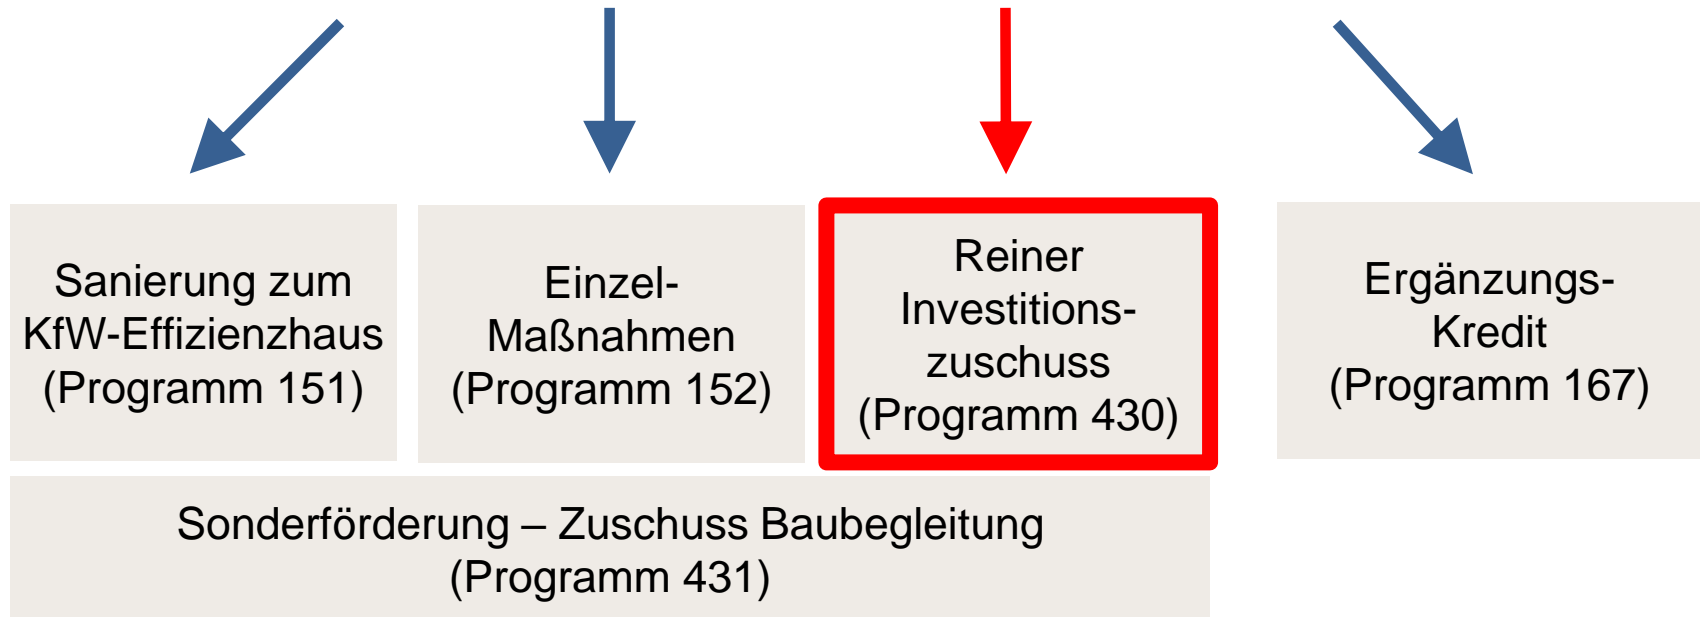 Sanierung zum
KfW-Effizienzhaus
(Programm 151)
Einzel-
Maßnahmen
(Programm 152)
Reiner
Investitions-
zuschuss
(Programm 430)
Ergänzungs-
Kredit
(Programm 167)
Sonderförderung – Zuschuss Baubegleitung
(Programm 431)